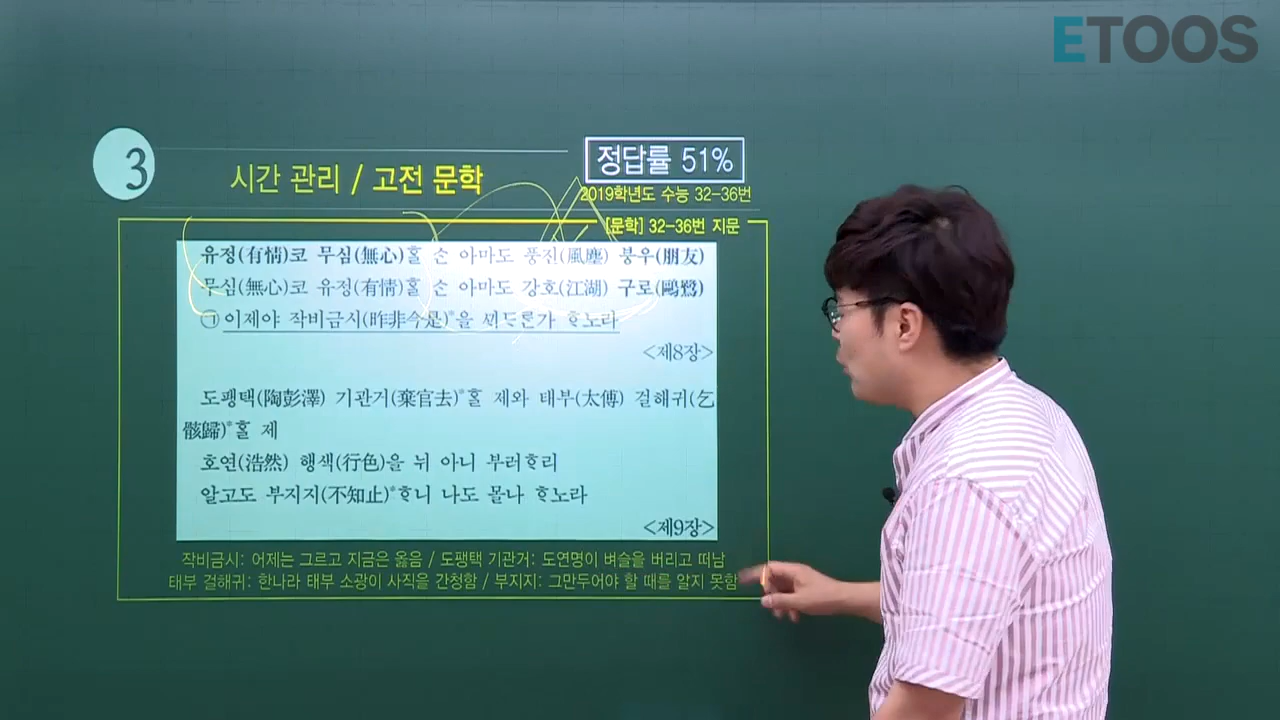 ETOOS
3
시간 관리 / 고전 문학
정답률 51%
2019학년도 수능 32-36번
[문학] 32-36번 지문
유정(有情)코 무심(無心)ᄒᆞᆯ 손 아마도 풍진(風塵) 붕우(朋友)
무심(無心)코 유정(有情)ᄒᆞᆯ 손 아마도 강호(江湖) 구로(鷗鷺)
㉠ 이제야 작비금시(昨非今是)*을 ᄭᆡᄃᆞ론가 ᄒᆞ노라
<제8장>
도팽택(陶彭澤) 기관거(棄官去)*ᄒᆞᆯ 제와 태부(太傅) 걸해귀(乞
骸歸)*ᄒᆞᆯ 제
호연(浩然) 행색(行色)을 뉘 아니 부러ᄒᆞ리
알고도 부지지(不知止)*ᄒᆞ니 나도 몰나 ᄒᆞ노라
<제9장>
작비금시: 어제는 그르고 지금은 옳음 / 도팽택 기관거: 도연명이 벼슬을 버리고 떠남
태부 걸해귀: 한나라 태부 소광이 사직을 간청함 / 부지지: 그만두어야 할 때를 알지 못함